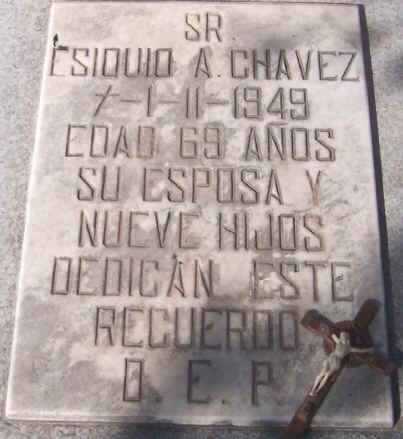 SR.
ESIQUIO A. CHAVEZ
†-1-11-1949
EDAD 69 AÑOS
SU ESPOSA Y
NUEVE HIJOS
DEDICAN ESTE
RECUERDO
D. E. P.